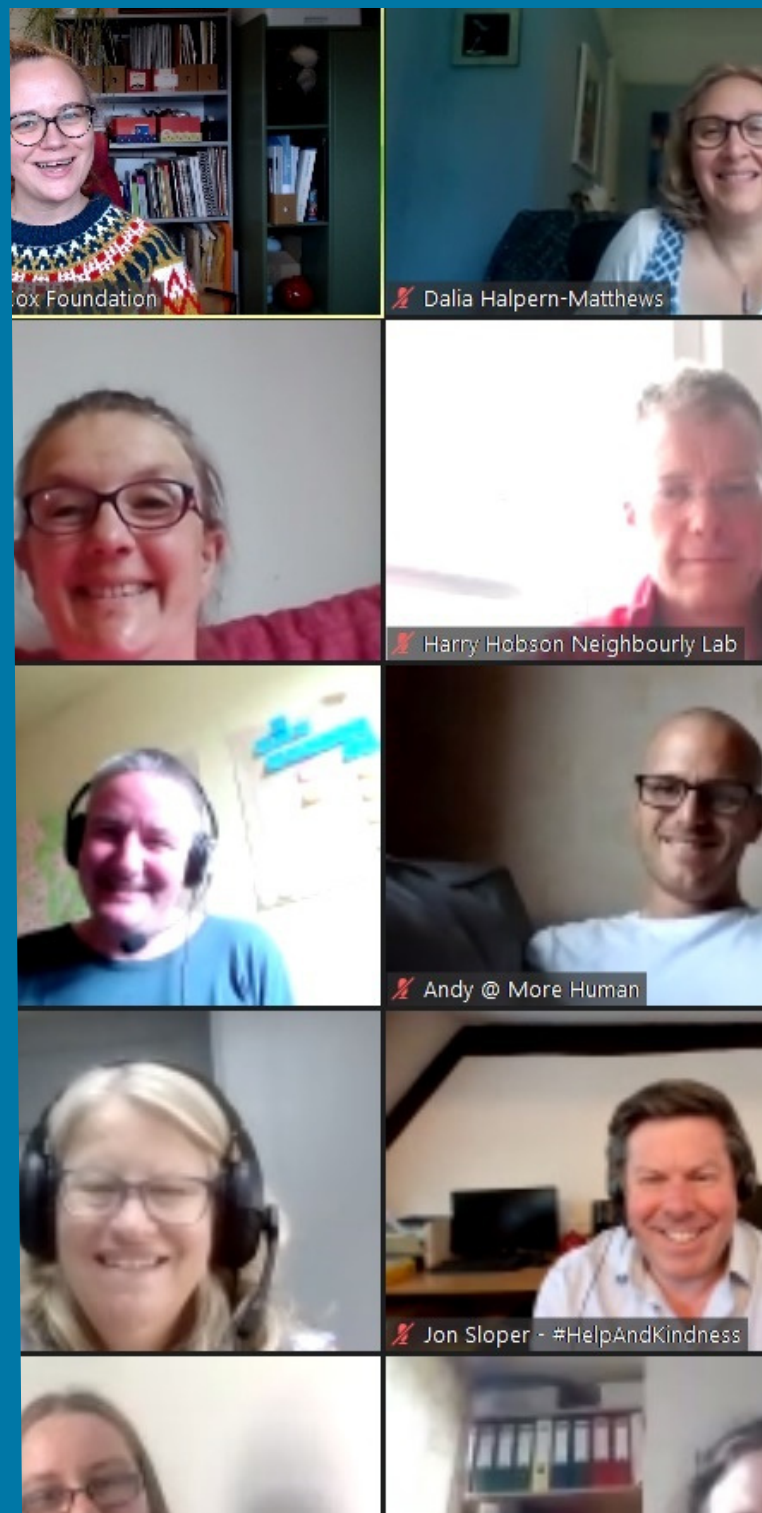 ox Foundation
Dalia Halpern-Matthews
Harry Hobson Neighbourly Lab
Andy @ More Human
Jon Sloper - #HelpAndKindness